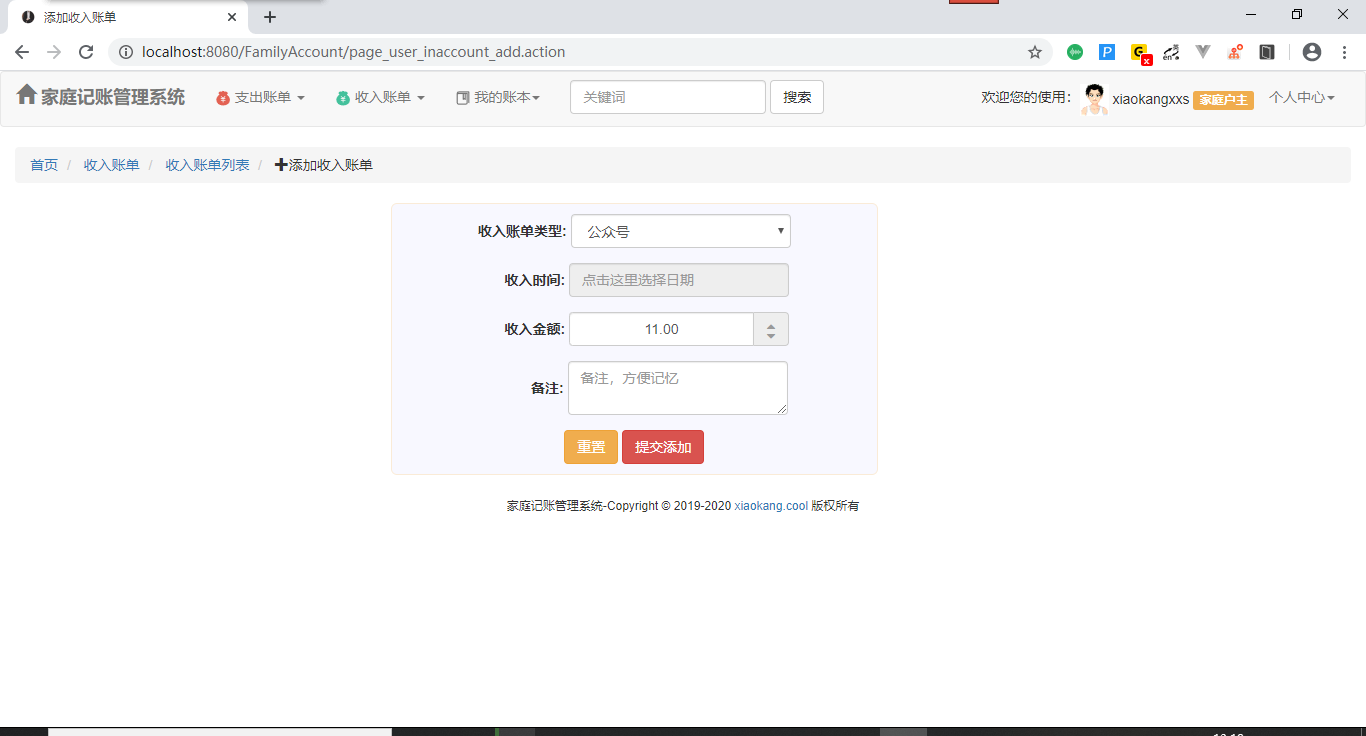 添加收入账单
localhost:8080/FamilyAccount/page_user_inaccount_add.action
家庭记账管理系统 支出账单 收入账单 我的账本 关键词 搜索 欢迎您的使用: xiaokangxxs 家庭户主 个人中心
首页 / 收入账单 / 收入账单列表 / 添加收入账单
收入账单类型: 公众号
收入时间: 点击这里选择日期
收入金额: 11.00
备注: 备注，方便记忆
重置 提交添加
家庭记账管理系统-Copyright © 2019-2020 xiaokang.cool 版权所有